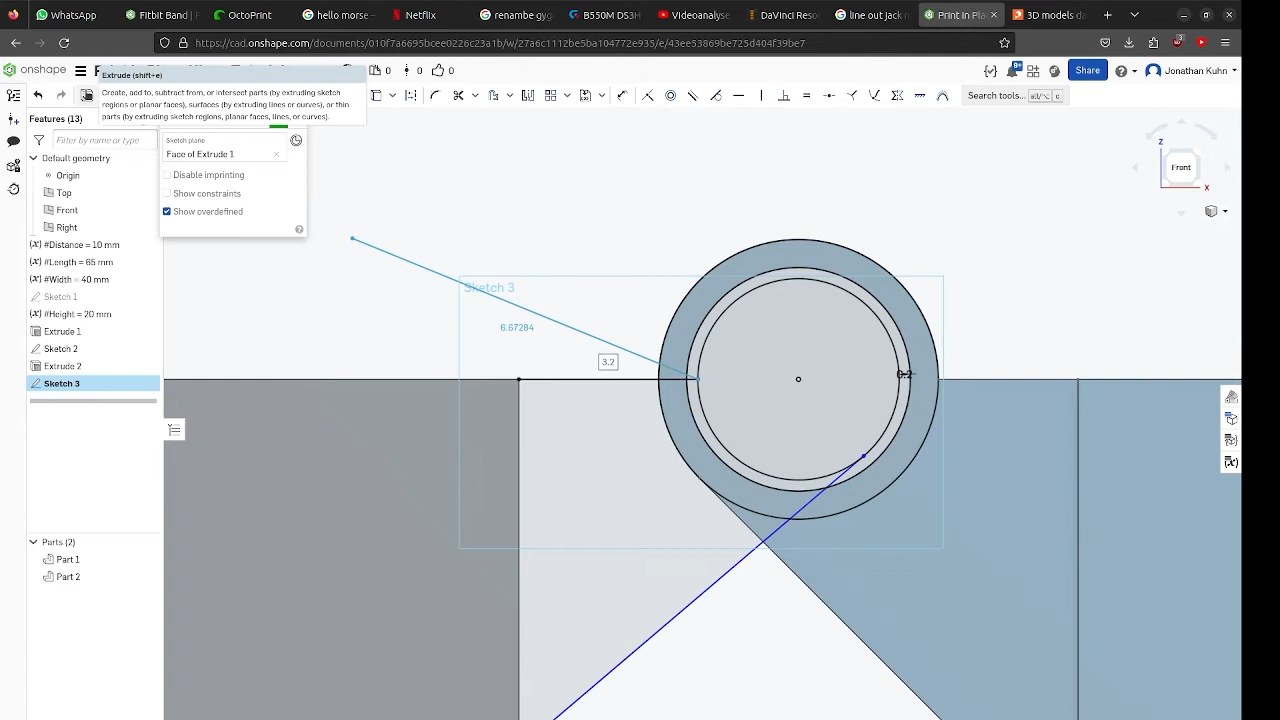 WhatsApp
Fitbit Band | F
OctoPrint
hello morse –
Netflix
renambe gyg
B550M DS3H
Videoanalyse
DaVinci Reso
line out jack r
Print in Place
3D models da
https://cad.onshape.com/documents/010f7a6695bcee0226c23a1b/w/27a6c1112be5ba104772e935/e/43ee53869be725d404f39be7
onshape
0
0
0
9+
Share
Jonathan Kuhn
Extrude (shift+e)
Create, add to, subtract from, or intersect parts (by extruding sketch
regions or planar faces), surfaces (by extruding lines or curves), or thin
parts (by extruding sketch regions, planar faces, lines, or curves).
Search tools...
alt/⌥ c
Features (13)
Filter by name or type
Default geometry
Origin
Top
Front
Right
(x) #Distance = 10 mm
(x) #Length = 65 mm
(x) #Width = 40 mm
Sketch 1
(x) #Height = 20 mm
Extrude 1
Sketch 2
Extrude 2
Sketch 3
Parts (2)
Part 1
Part 2
Sketch plane
Face of Extrude 1
Disable imprinting
Show constraints
Show overdefined
Sketch 3
6.67284
3.2
0.2
Z
Front
X
(x)